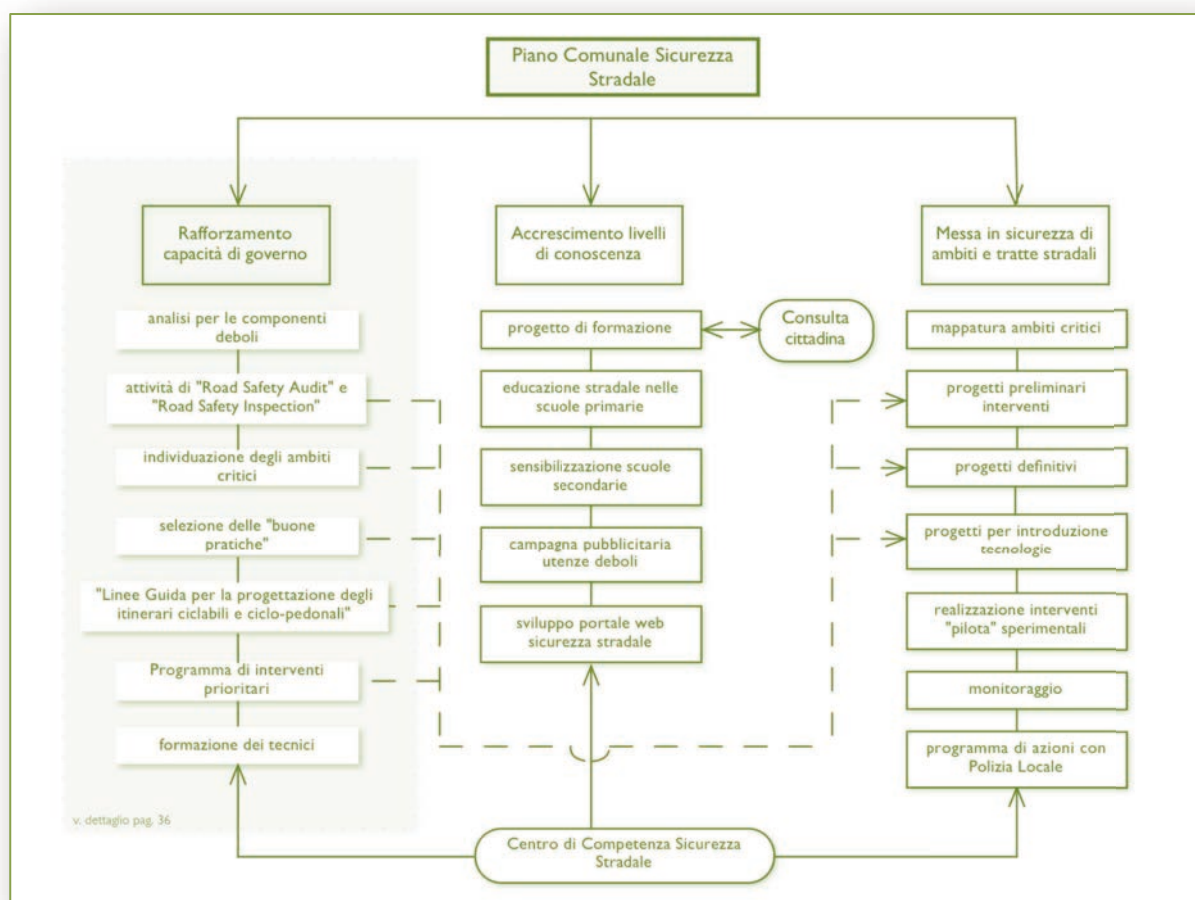 Piano Comunale Sicurezza
Stradale
Rafforzamento
capacità di governo
analisi per le componenti
deboli
attività di "Road Safety Audit" e
"Road Safety Inspection"
individuazione degli ambiti
critici
selezione delle "buone
pratiche"
"Linee Guida per la progettazione degli
itinerari ciclabili e ciclo-pedonali"
Programma di interventi
prioritari
formazione dei tecnici
v. dettaglio pag. 36
Accrescimento livelli
di conoscenza
progetto di formazione
Consulta
cittadina
educazione stradale nelle
scuole primarie
sensibilizzazione scuole
secondarie
campagna pubblicitaria
utenze deboli
sviluppo portale web
sicurezza stradale
Messa in sicurezza di
ambiti e tratte stradali
mappatura ambiti critici
progetti preliminari
interventi
progetti definitivi
progetti per introduzione
tecnologie
realizzazione interventi
"pilota" sperimentali
monitoraggio
programma di azioni con
Polizia Locale
Centro di Competenza Sicurezza
Stradale